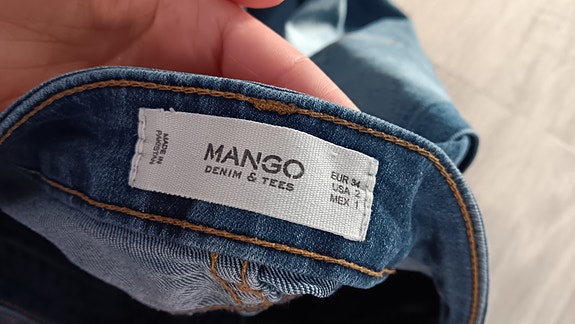 MADE IN
PAKISTAN
MANGO
DENIM & TEES
EUR 34
USA 2
MEX 1